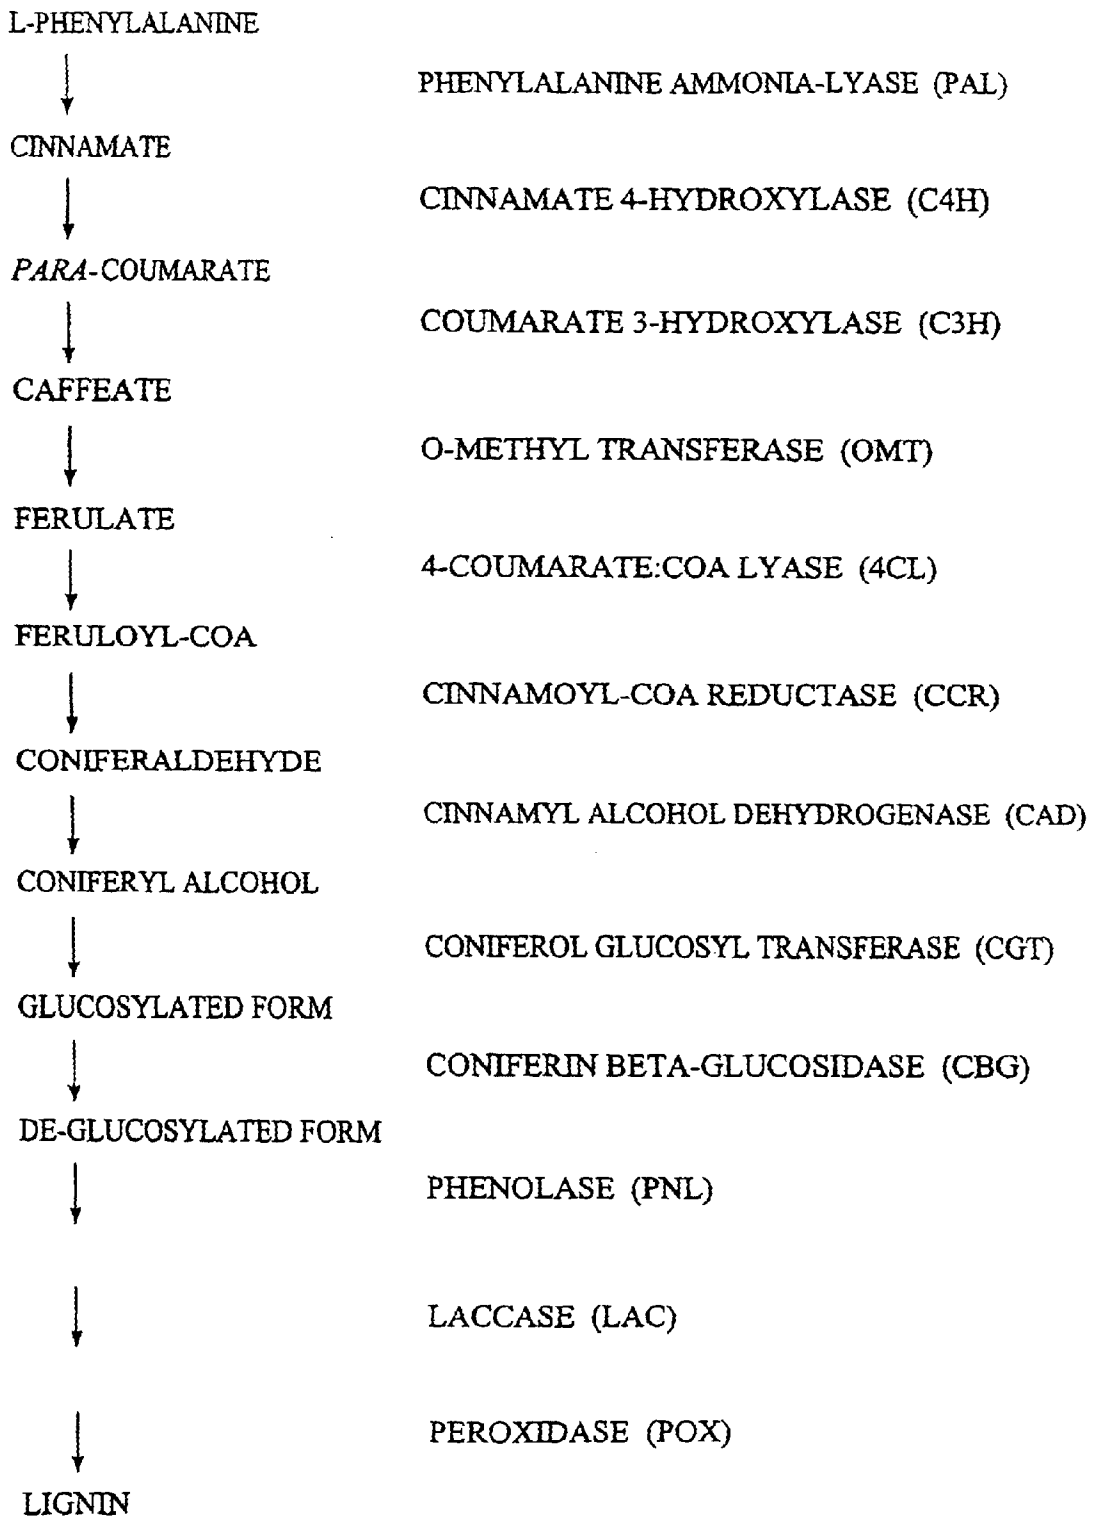 L-PHENYLALANINE
PHENYLALANINE AMMONIA-LYASE (PAL)
CINNAMATE
CINNAMATE 4-HYDROXYLASE (C4H)
PARA-COUMARATE
COUMARATE 3-HYDROXYLASE (C3H)
CAFFEATE
O-METHYL TRANSFERASE (OMT)
FERULATE
4-COUMARATE:COA LYASE (4CL)
FERULOYL-COA
CINNAMOYL-COA REDUCTASE (CCR)
CONIFERALDEHYDE
CINNAMYL ALCOHOL DEHYDROGENASE (CAD)
CONIFERYL ALCOHOL
CONIFEROL GLUCOSYL TRANSFERASE (CGT)
GLUCOSYLATED FORM
CONIFERIN BETA-GLUCOSIDASE (CBG)
DE-GLUCOSYLATED FORM
PHENOLASE (PNL)
LACCASE (LAC)
PEROXIDASE (POX)
LIGNIN